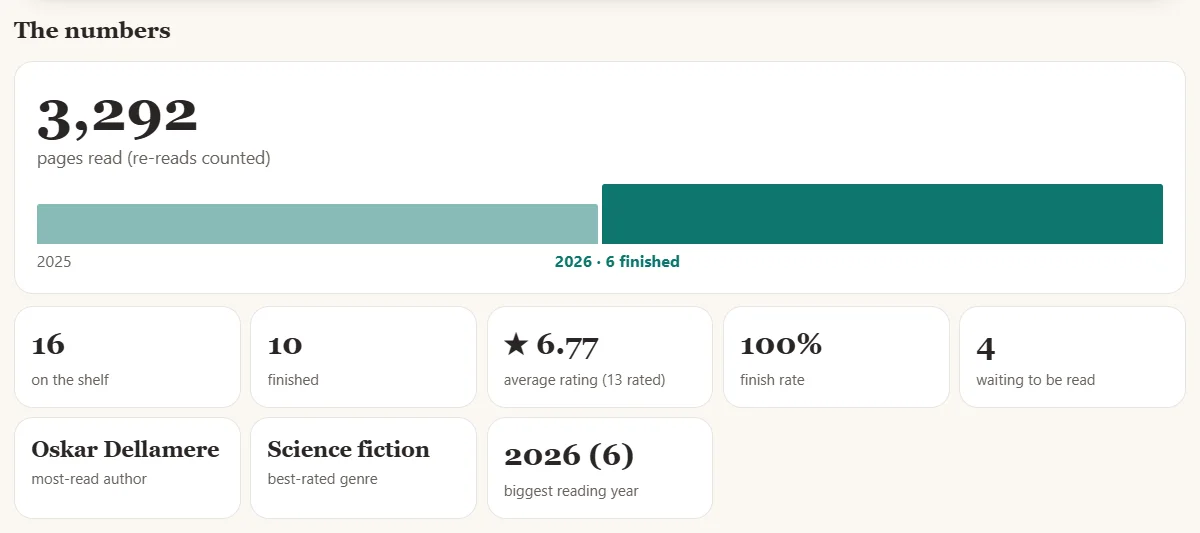 The numbers
3,292
pages read (re-reads counted)
2025
2026 · 6 finished
16
on the shelf
10
finished
★ 6.77
average rating (13 rated)
100%
finish rate
4
waiting to be read
Oskar Dellamere
most-read author
Science fiction
best-rated genre
2026 (6)
biggest reading year